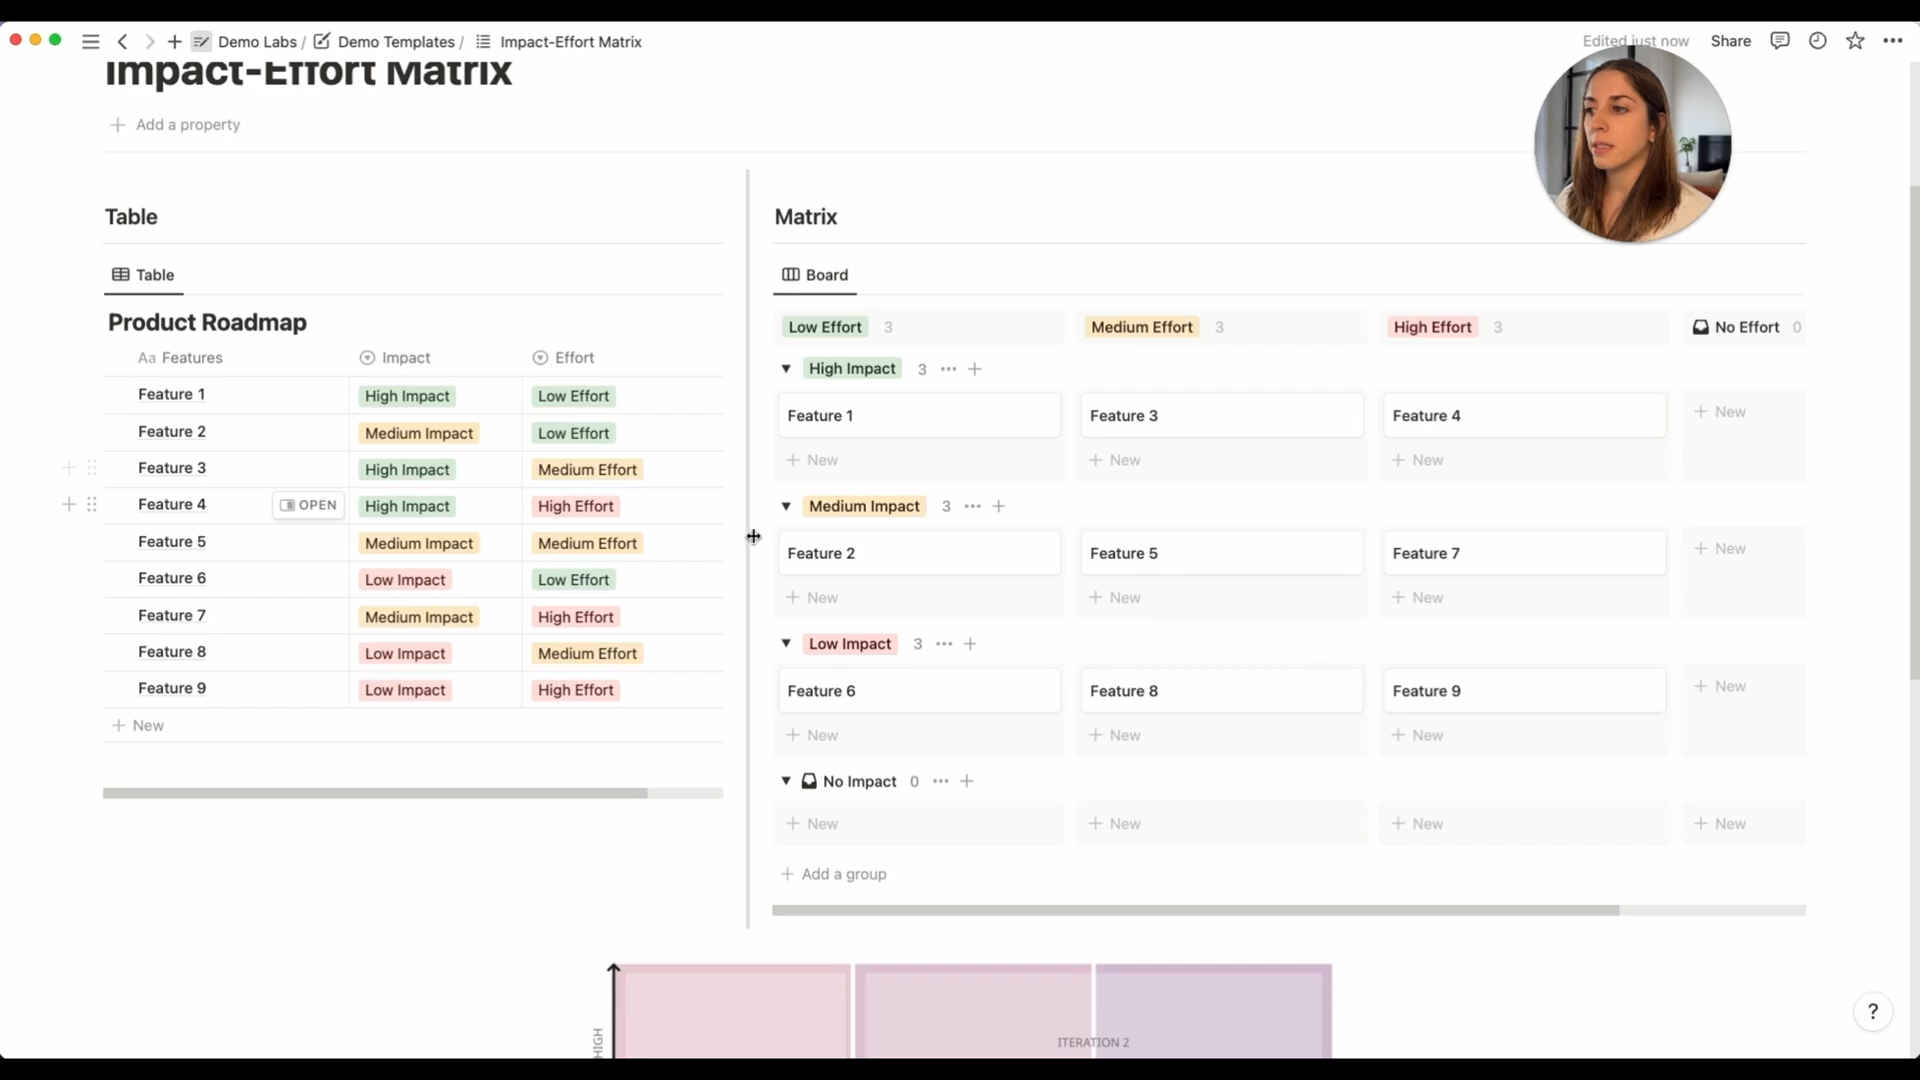 Demo Labs / Demo Templates / Impact-Effort Matrix
Edited just now Share
Impact-Effort Matrix
Add a property
Table
Table
Product Roadmap
Aa Features Impact Effort
Feature 1 High Impact Low Effort
Feature 2 Medium Impact Low Effort
Feature 3 High Impact Medium Effort
Feature 4 OPEN High Impact High Effort
Feature 5 Medium Impact Medium Effort
Feature 6 Low Impact Low Effort
Feature 7 Medium Impact High Effort
Feature 8 Low Impact Medium Effort
Feature 9 Low Impact High Effort
+ New
Matrix
Board
Low Effort 3 Medium Effort 3 High Effort 3 No Effort 0
High Impact 3 ••• +
Feature 1 Feature 3 Feature 4 + New
+ New + New + New
Medium Impact 3 ••• +
Feature 2 Feature 5 Feature 7 + New
+ New + New + New
Low Impact 3 ••• +
Feature 6 Feature 8 Feature 9 + New
+ New + New + New
No Impact 0 ••• +
+ New + New + New + New
+ Add a group
HIGH
ITERATION 2
?